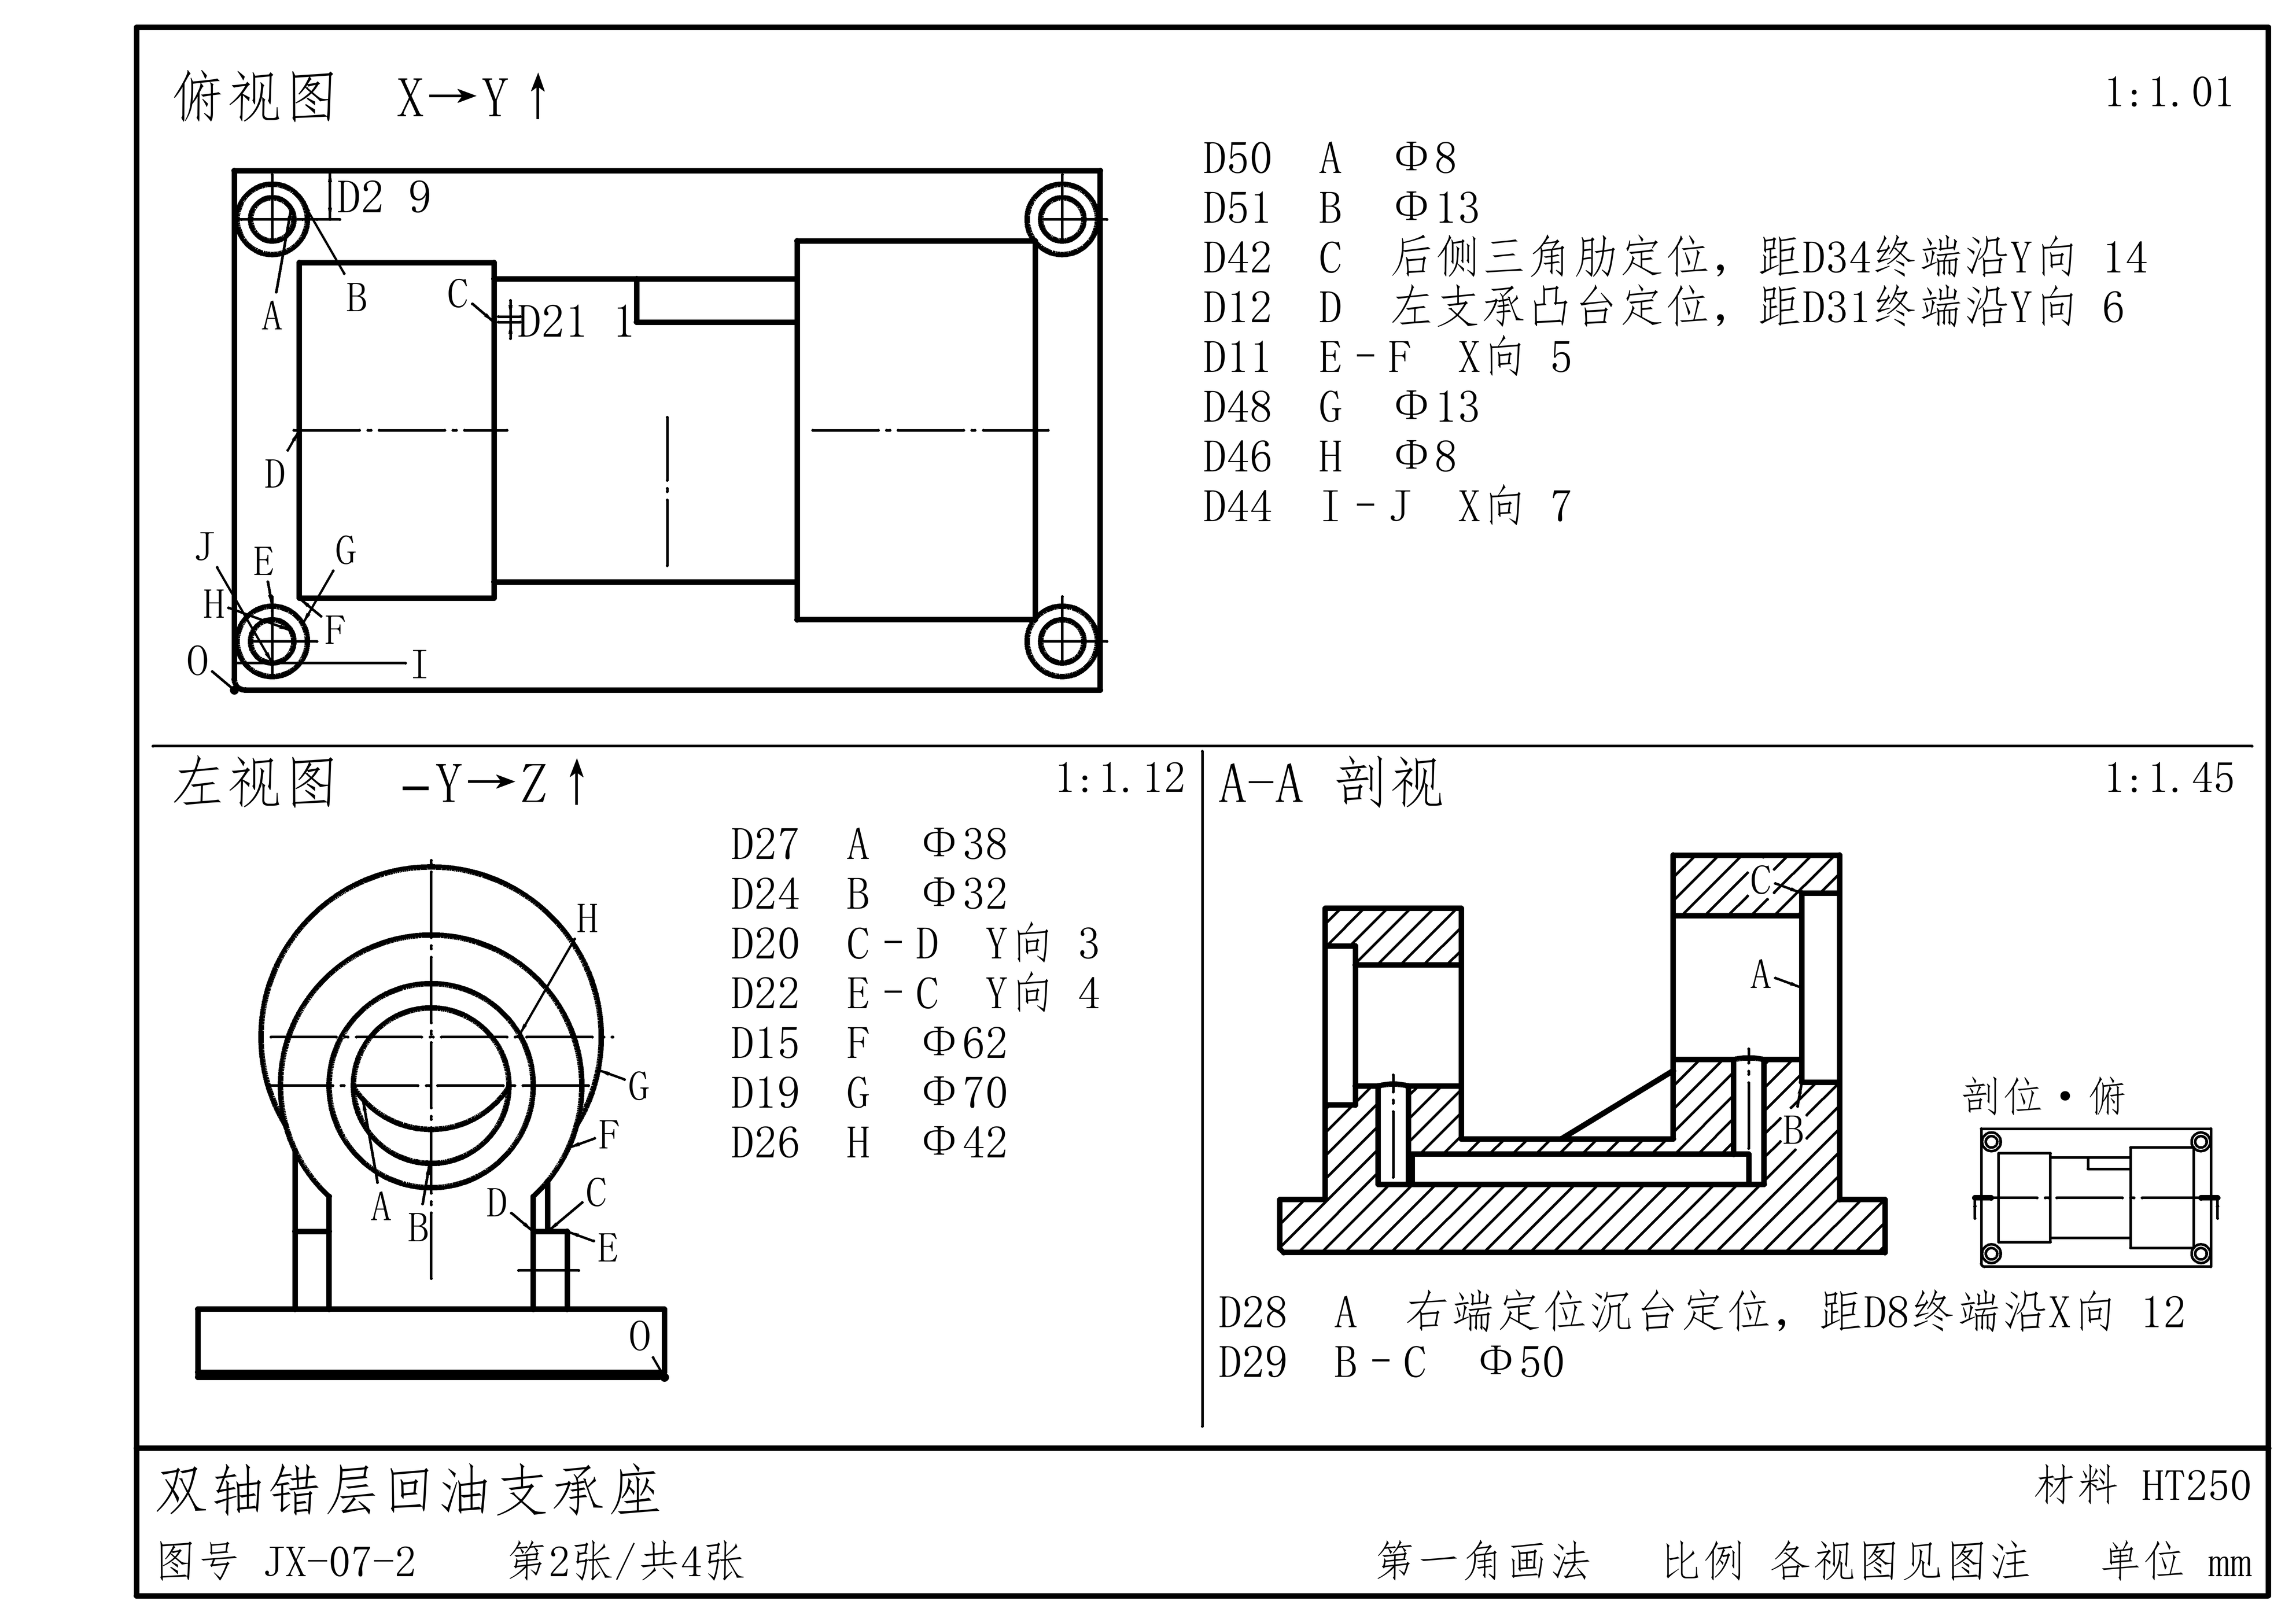 俯视图 X→Y↑ 1:1.01
D2 9
A
B
C
D21 1
D
J
E
G
H
F
O
I
D50 A Φ8
D51 B Φ13
D42 C 后侧三角肋定位，距D34终端沿Y向 14
D12 D 左支承凸台定位，距D31终端沿Y向 6
D11 E-F X向 5
D48 G Φ13
D46 H Φ8
D44 I-J X向 7
左视图 -Y→Z↑ 1:1.12
H
G
F
A
B
D
C
E
O
D27 A Φ38
D24 B Φ32
D20 C-D Y向 3
D22 E-C Y向 4
D15 F Φ62
D19 G Φ70
D26 H Φ42
A-A 剖视 1:1.45
C
A
B
剖位·俯
D28 A 右端定位沉台定位，距D8终端沿X向 12
D29 B-C Φ50
双轴错层回油支承座 材料 HT250
图号 JX-07-2 第2张/共4张 第一角画法 比例 各视图见图注 单位 mm